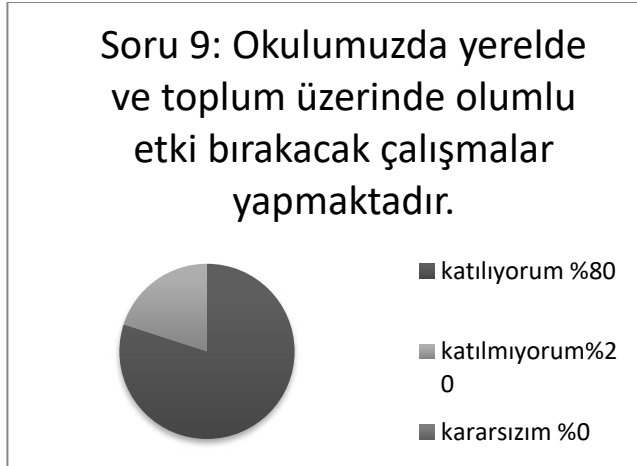 Soru 9: Okulumuzda yerelde
ve toplum üzerinde olumlu
etki bırakacak çalışmalar
yapmaktadır.
katılıyorum %80
katılmıyorum%2
0
kararsızım %0